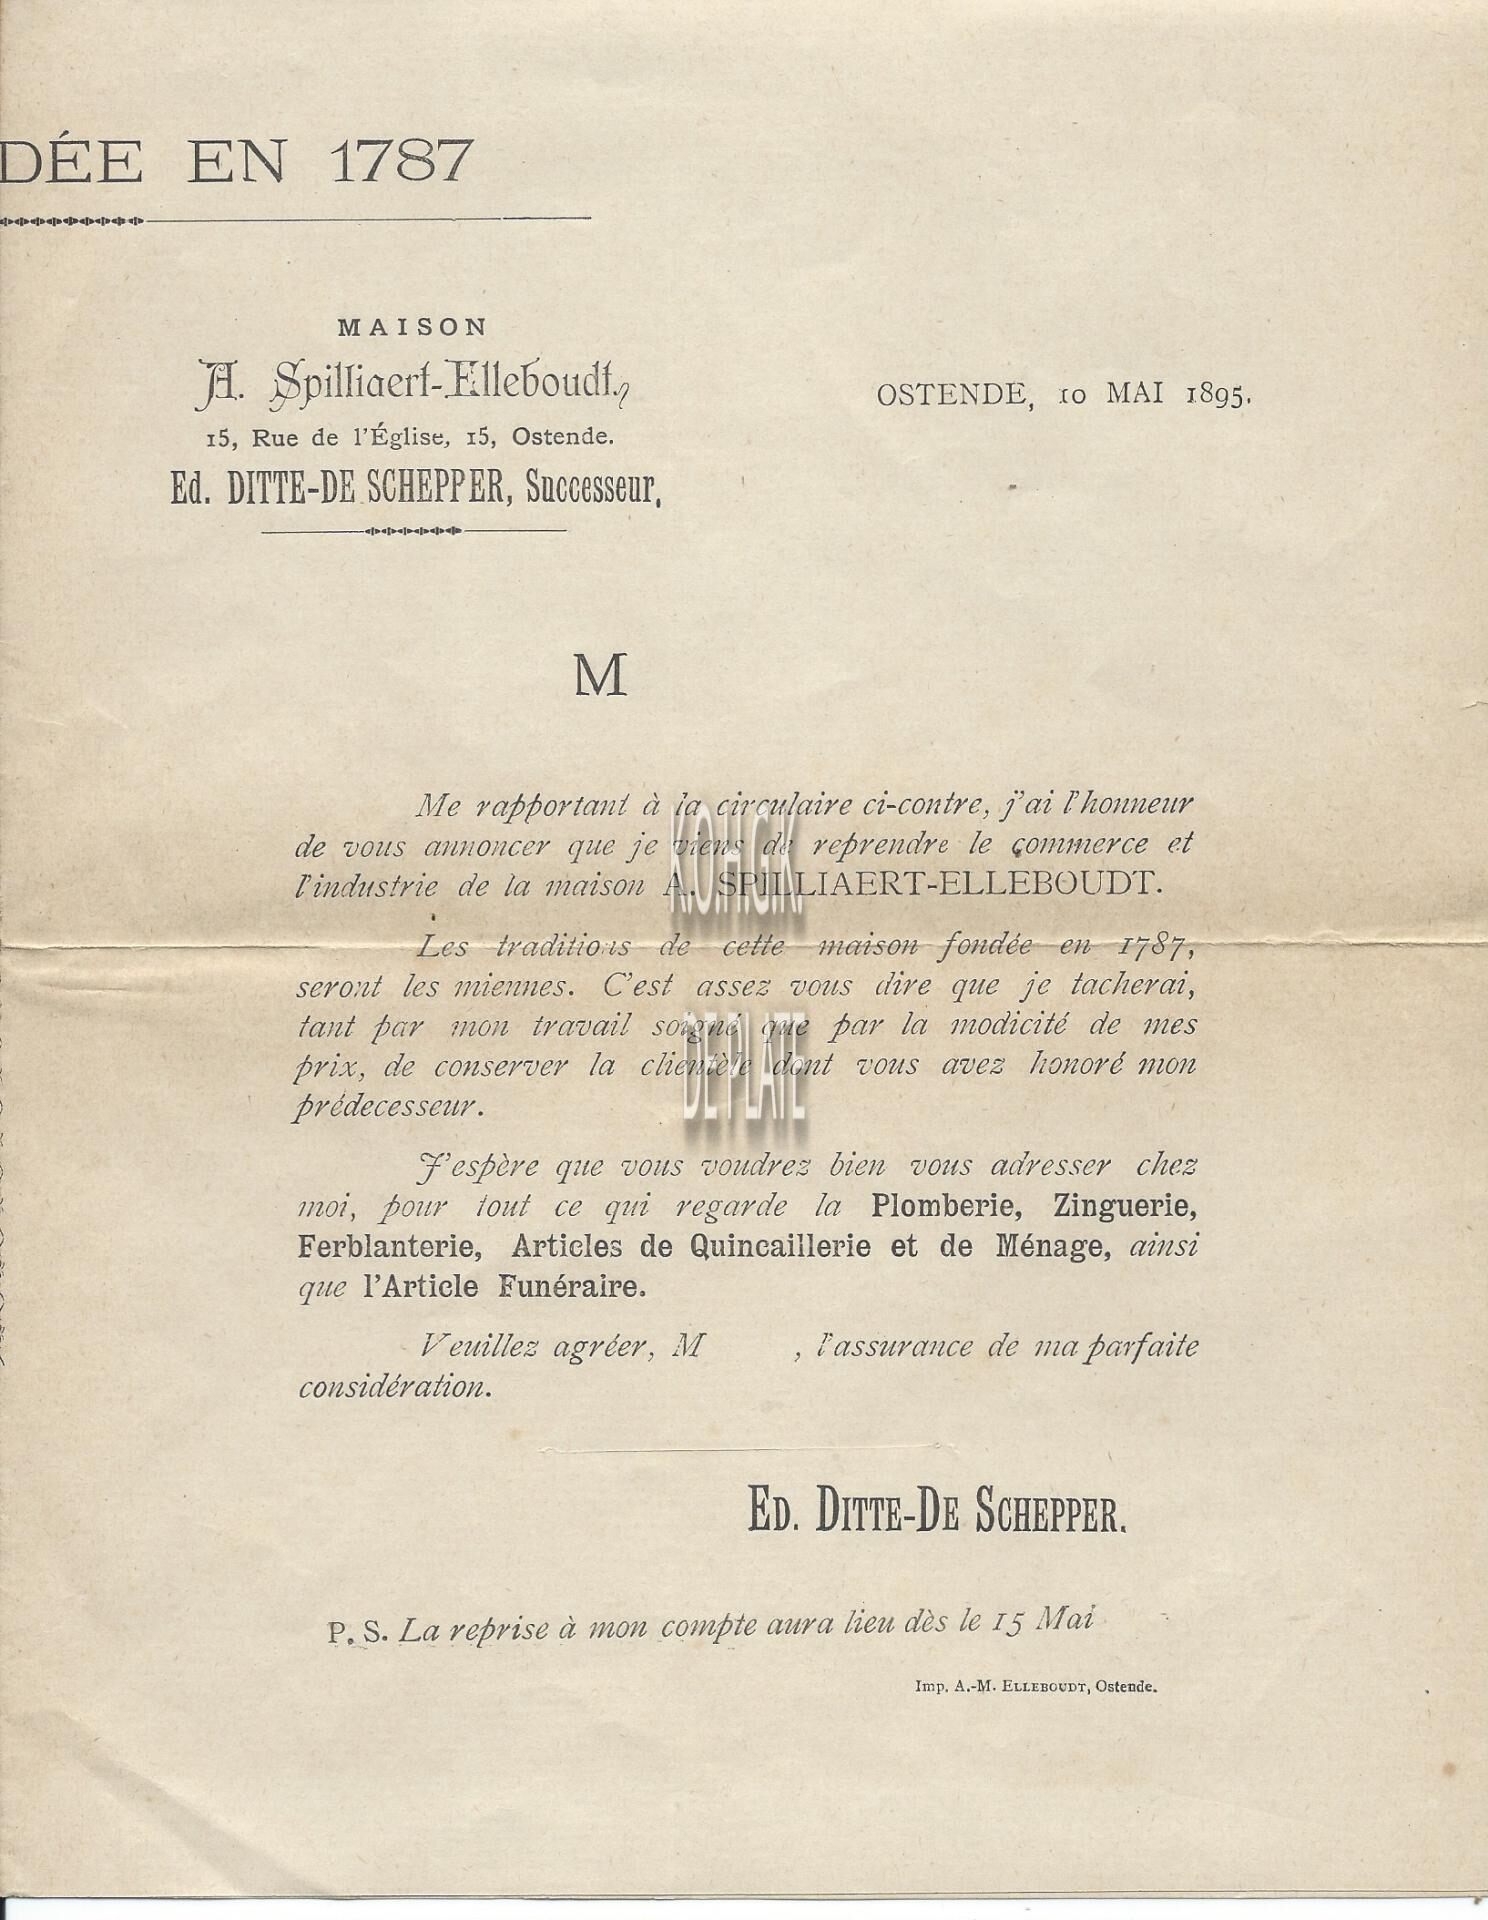 DÉE EN 1787
MAISON
A. Spilliaert-Elleboudt,
15, Rue de l'Église, 15, Ostende.
Ed. DITTE-DE SCHEPPER, Successeur,
OSTENDE, 10 MAI 1895.
M
Me rapportant à la circulaire ci-contre, j'ai l'honneur
de vous annoncer que je viens de reprendre le commerce et
l'industrie de la maison A. SPILLIAERT-ELLEBOUDT.
Les traditions de cette maison fondée en 1787,
seront les miennes. C'est assez vous dire que je tacherai,
tant par mon travail soigné que par la modicité de mes
prix, de conserver la clientèle dont vous avez honoré mon
prédecesseur.
J'espère que vous voudrez bien vous adresser chez
moi, pour tout ce qui regarde la Plomberie, Zinguerie,
Ferblanterie, Articles de Quincaillerie et de Ménage, ainsi
que l'Article Funéraire.
Veuillez agréer, M , l'assurance de ma parfaite
considération.
ED. DITTE-DE SCHEPPER.
P. S. La reprise à mon compte aura lieu dès le 15 Mai
Imp. A.-M. ELLEBOUDT, Ostende.
K.O.H.G.K.
DE PLATE